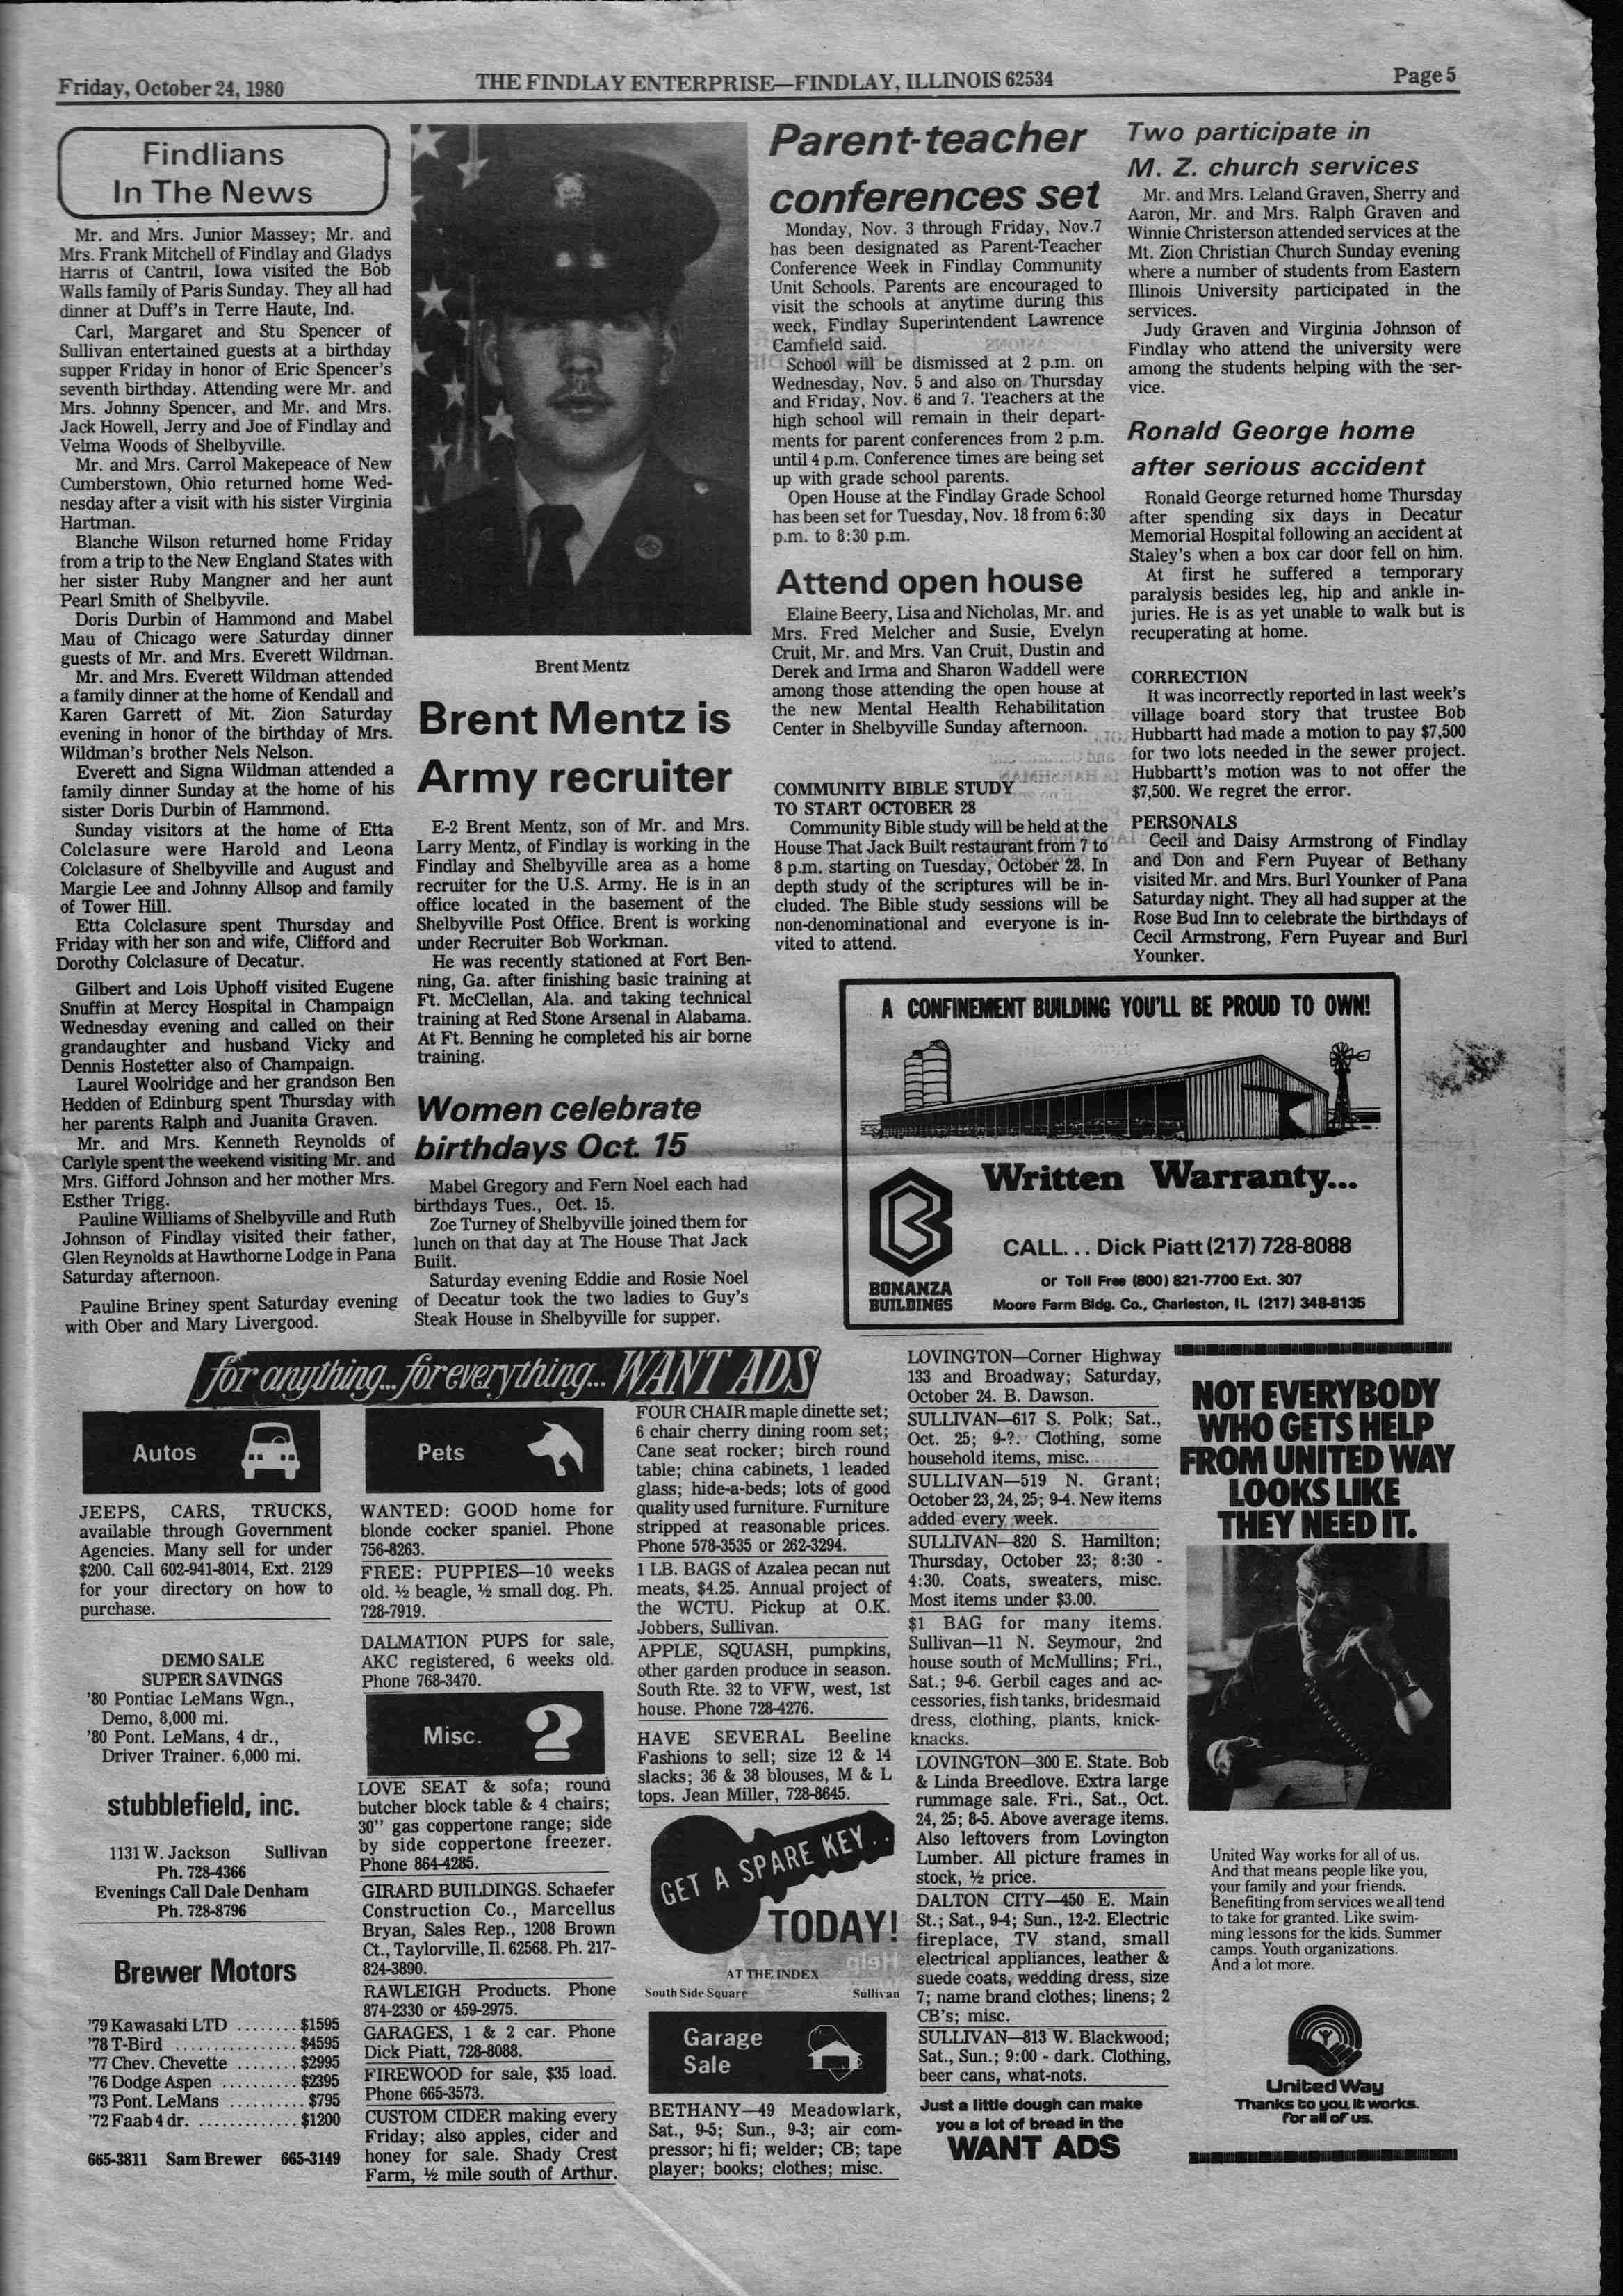 Friday, October 24, 1980
THE FINDLAY ENTERPRISE—FINDLAY, ILLINOIS 62534
Page 5
Findlians
In The News
Mr. and Mrs. Junior Massey; Mr. and
Mrs. Frank Mitchell of Findlay and Gladys
Harris of Cantril, Iowa visited the Bob
Walls family of Paris Sunday. They all had
dinner at Duff's in Terre Haute, Ind.
Carl, Margaret and Stu Spencer of
Sullivan entertained guests at a birthday
supper Friday in honor of Eric Spencer's
seventh birthday. Attending were Mr. and
Mrs. Johnny Spencer, and Mr. and Mrs.
Jack Howell, Jerry and Joe of Findlay and
Velma Woods of Shelbyville.
Mr. and Mrs. Carrol Makepeace of New
Cumberstown, Ohio returned home Wed-
nesday after a visit with his sister Virginia
Hartman.
Blanche Wilson returned home Friday
from a trip to the New England States with
her sister Ruby Mangner and her aunt
Pearl Smith of Shelbyvile.
Doris Durbin of Hammond and Mabel
Mau of Chicago were Saturday dinner
guests of Mr. and Mrs. Everett Wildman.
Mr. and Mrs. Everett Wildman attended
a family dinner at the home of Kendall and
Karen Garrett of Mt. Zion Saturday
evening in honor of the birthday of Mrs.
Wildman's brother Nels Nelson.
Everett and Signa Wildman attended a
family dinner Sunday at the home of his
sister Doris Durbin of Hammond.
Sunday visitors at the home of Etta
Colclasure were Harold and Leona
Colclasure of Shelbyville and August and
Margie Lee and Johnny Allsop and family
of Tower Hill.
Etta Colclasure spent Thursday and
Friday with her son and wife, Clifford and
Dorothy Colclasure of Decatur.
Gilbert and Lois Uphoff visited Eugene
Snuffin at Mercy Hospital in Champaign
Wednesday evening and called on their
grandaughter and husband Vicky and
Dennis Hostetter also of Champaign.
Laurel Woolridge and her grandson Ben
Hedden of Edinburg spent Thursday with
her parents Ralph and Juanita Graven.
Mr. and Mrs. Kenneth Reynolds of
Carlyle spent the weekend visiting Mr. and
Mrs. Gifford Johnson and her mother Mrs.
Esther Trigg.
Pauline Williams of Shelbyville and Ruth
Johnson of Findlay visited their father,
Glen Reynolds at Hawthorne Lodge in Pana
Saturday afternoon.
Pauline Briney spent Saturday evening
with Ober and Mary Livergood.
Brent Mentz
Brent Mentz is
Army recruiter
E-2 Brent Mentz, son of Mr. and Mrs.
Larry Mentz, of Findlay is working in the
Findlay and Shelbyville area as a home
recruiter for the U.S. Army. He is in an
office located in the basement of the
Shelbyville Post Office. Brent is working
under Recruiter Bob Workman.
He was recently stationed at Fort Ben-
ning, Ga. after finishing basic training at
Ft. McClellan, Ala. and taking technical
training at Red Stone Arsenal in Alabama.
At Ft. Benning he completed his air borne
training.
Women celebrate
birthdays Oct. 15
Mabel Gregory and Fern Noel each had
birthdays Tues., Oct. 15.
Zoe Turney of Shelbyville joined them for
lunch on that day at The House That Jack
Built.
Saturday evening Eddie and Rosie Noel
of Decatur took the two ladies to Guy's
Steak House in Shelbyville for supper.
Parent-teacher
conferences set
Monday, Nov. 3 through Friday, Nov.7
has been designated as Parent-Teacher
Conference Week in Findlay Community
Unit Schools. Parents are encouraged to
visit the schools at anytime during this
week, Findlay Superintendent Lawrence
Camfield said.
School will be dismissed at 2 p.m. on
Wednesday, Nov. 5 and also on Thursday
and Friday, Nov. 6 and 7. Teachers at the
high school will remain in their depart-
ments for parent conferences from 2 p.m.
until 4 p.m. Conference times are being set
up with grade school parents.
Open House at the Findlay Grade School
has been set for Tuesday, Nov. 18 from 6:30
p.m. to 8:30 p.m.
Attend open house
Elaine Beery, Lisa and Nicholas, Mr. and
Mrs. Fred Melcher and Susie, Evelyn
Cruit, Mr. and Mrs. Van Cruit, Dustin and
Derek and Irma and Sharon Waddell were
among those attending the open house at
the new Mental Health Rehabilitation
Center in Shelbyville Sunday afternoon.
COMMUNITY BIBLE STUDY
TO START OCTOBER 28
Community Bible study will be held at the
House That Jack Built restaurant from 7 to
8 p.m. starting on Tuesday, October 28. In
depth study of the scriptures will be in-
cluded. The Bible study sessions will be
non-denominational and everyone is in-
vited to attend.
Two participate in
M. Z. church services
Mr. and Mrs. Leland Graven, Sherry and
Aaron, Mr. and Mrs. Ralph Graven and
Winnie Christerson attended services at the
Mt. Zion Christian Church Sunday evening
where a number of students from Eastern
Illinois University participated in the
services.
Judy Graven and Virginia Johnson of
Findlay who attend the university were
among the students helping with the ser-
vice.
Ronald George home
after serious accident
Ronald George returned home Thursday
after spending six days in Decatur
Memorial Hospital following an accident at
Staley's when a box car door fell on him.
At first he suffered a temporary
paralysis besides leg, hip and ankle in-
juries. He is as yet unable to walk but is
recuperating at home.
CORRECTION
It was incorrectly reported in last week's
village board story that trustee Bob
Hubbartt had made a motion to pay $7,500
for two lots needed in the sewer project.
Hubbartt's motion was to not offer the
$7,500. We regret the error.
PERSONALS
Cecil and Daisy Armstrong of Findlay
and Don and Fern Puyear of Bethany
visited Mr. and Mrs. Burl Younker of Pana
Saturday night. They all had supper at the
Rose Bud Inn to celebrate the birthdays of
Cecil Armstrong, Fern Puyear and Burl
Younker.
A CONFINEMENT BUILDING YOU'LL BE PROUD TO OWN!
Written Warranty...
CALL... Dick Piatt (217) 728-8088
or Toll Free (800) 821-7700 Ext. 307
Moore Farm Bldg. Co., Charleston, IL (217) 348-8135
BONANZA
BUILDINGS
for anything... for everything... WANT ADS
Autos
JEEPS, CARS, TRUCKS,
available through Government
Agencies. Many sell for under
$200. Call 602-941-8014, Ext. 2129
for your directory on how to
purchase.
DEMO SALE
SUPER SAVINGS
'80 Pontiac LeMans Wgn.,
Demo, 8,000 mi.
'80 Pont. LeMans, 4 dr.,
Driver Trainer. 6,000 mi.
stubblefield, inc.
1131 W. Jackson Sullivan
Ph. 728-4366
Evenings Call Dale Denham
Ph. 728-8796
Brewer Motors
'79 Kawasaki LTD ........ $1595
'78 T-Bird ................ $4595
'77 Chev. Chevette ........ $2995
'76 Dodge Aspen .......... $2395
'73 Pont. LeMans .......... $795
'72 Faab 4 dr. ............. $1200
665-3811 Sam Brewer 665-3149
Pets
WANTED: GOOD home for
blonde cocker spaniel. Phone
756-8263.
FREE: PUPPIES—10 weeks
old. ½ beagle, ½ small dog. Ph.
728-7919.
DALMATION PUPS for sale,
AKC registered, 6 weeks old.
Phone 768-3470.
Misc. ?
LOVE SEAT & sofa; round
butcher block table & 4 chairs;
30" gas coppertone range; side
by side coppertone freezer.
Phone 864-4285.
GIRARD BUILDINGS. Schaefer
Construction Co., Marcellus
Bryan, Sales Rep., 1208 Brown
Ct., Taylorville, Il. 62568. Ph. 217-
824-3890.
RAWLEIGH Products. Phone
874-2330 or 459-2975.
GARAGES, 1 & 2 car. Phone
Dick Piatt, 728-8088.
FIREWOOD for sale, $35 load.
Phone 665-3573.
CUSTOM CIDER making every
Friday; also apples, cider and
honey for sale. Shady Crest
Farm, ½ mile south of Arthur.
FOUR CHAIR maple dinette set;
6 chair cherry dining room set;
Cane seat rocker; birch round
table; china cabinets, 1 leaded
glass; hide-a-beds; lots of good
quality used furniture. Furniture
stripped at reasonable prices.
Phone 578-3535 or 262-3294.
1 LB. BAGS of Azalea pecan nut
meats, $4.25. Annual project of
the WCTU. Pickup at O.K.
Jobbers, Sullivan.
APPLE, SQUASH, pumpkins,
other garden produce in season.
South Rte. 32 to VFW, west, 1st
house. Phone 728-4276.
HAVE SEVERAL Beeline
Fashions to sell; size 12 & 14
slacks; 36 & 38 blouses, M & L
tops. Jean Miller, 728-8645.
GET A SPARE KEY..
TODAY!
AT THE INDEX
South Side Square Sullivan
Garage
Sale
BETHANY—49 Meadowlark,
Sat., 9-5; Sun., 9-3; air com-
pressor; hi fi; welder; CB; tape
player; books; clothes; misc.
LOVINGTON—Corner Highway
133 and Broadway; Saturday,
October 24. B. Dawson.
SULLIVAN—617 S. Polk; Sat.,
Oct. 25; 9-?. Clothing, some
household items, misc.
SULLIVAN—519 N. Grant;
October 23, 24, 25; 9-4. New items
added every week.
SULLIVAN—820 S. Hamilton;
Thursday, October 23; 8:30 -
4:30. Coats, sweaters, misc.
Most items under $3.00.
$1 BAG for many items.
Sullivan—11 N. Seymour, 2nd
house south of McMullins; Fri.,
Sat.; 9-6. Gerbil cages and ac-
cessories, fish tanks, bridesmaid
dress, clothing, plants, knick-
knacks.
LOVINGTON—300 E. State. Bob
& Linda Breedlove. Extra large
rummage sale. Fri., Sat., Oct.
24, 25; 8-5. Above average items.
Also leftovers from Lovington
Lumber. All picture frames in
stock, ½ price.
DALTON CITY—450 E. Main
St.; Sat., 9-4; Sun., 12-2. Electric
fireplace, TV stand, small
electrical appliances, leather &
suede coats, wedding dress, size
7; name brand clothes; linens; 2
CB's; misc.
SULLIVAN—813 W. Blackwood;
Sat., Sun.; 9:00 - dark. Clothing,
beer cans, what-nots.
Just a little dough can make
you a lot of bread in the
WANT ADS
NOT EVERYBODY
WHO GETS HELP
FROM UNITED WAY
LOOKS LIKE
THEY NEED IT.
United Way works for all of us.
And that means people like you,
your family and your friends.
Benefiting from services we all tend
to take for granted. Like swim-
ming lessons for the kids. Summer
camps. Youth organizations.
And a lot more.
United Way
Thanks to you, it works.
For all of us.